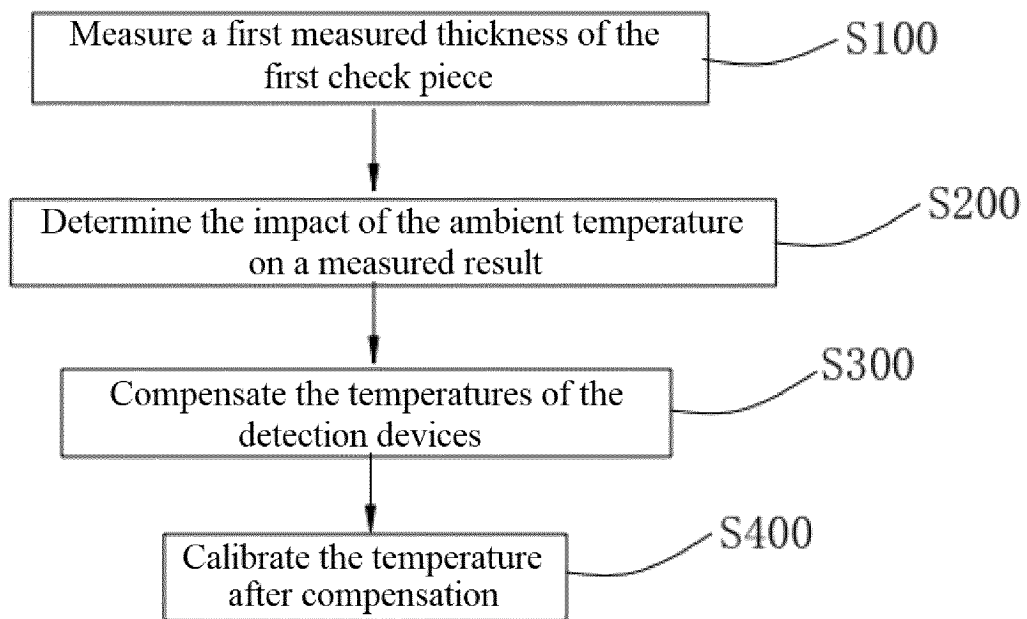 Measure a first measured thickness of the
first check piece
S100
Determine the impact of the ambient temperature
on a measured result
S200
Compensate the temperatures of the
detection devices
S300
Calibrate the temperature
after compensation
S400